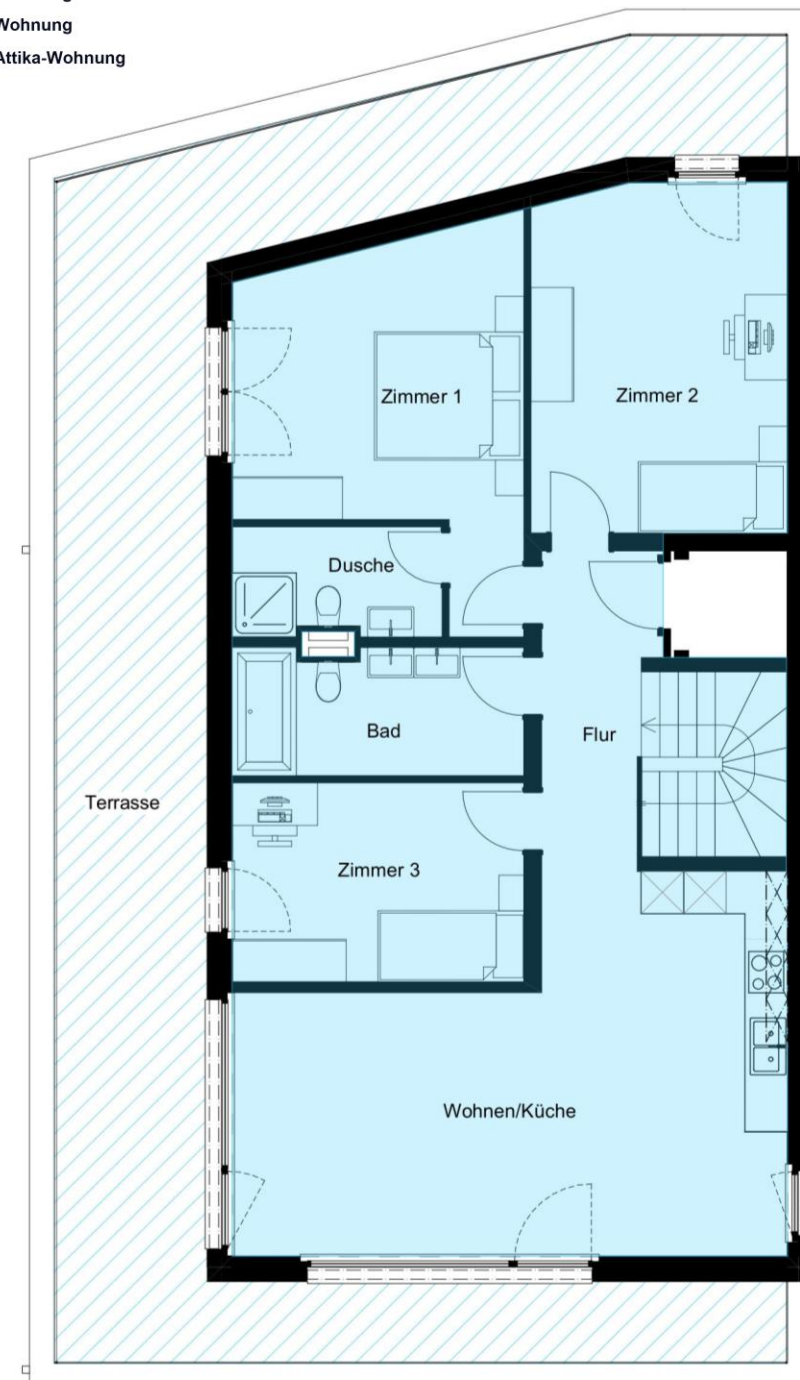 Wohnung
Attika-Wohnung
Zimmer 1
Zimmer 2
Dusche
Bad
Flur
Terrasse
Zimmer 3
Wohnen/Küche